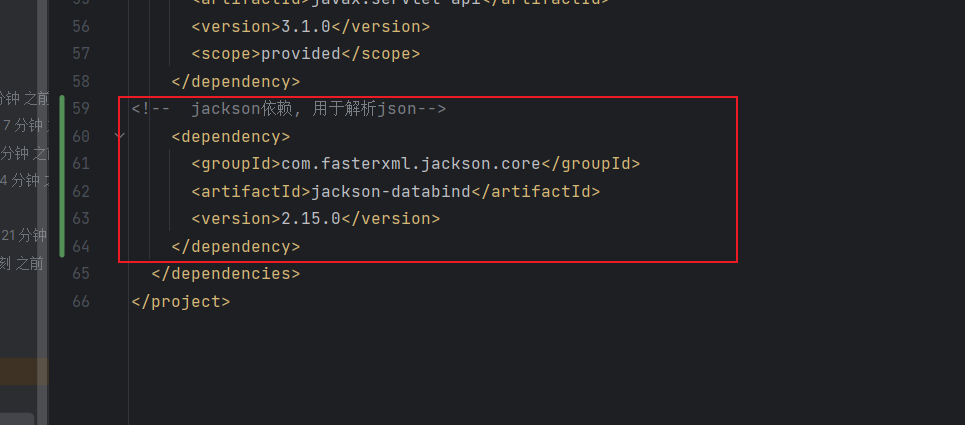 55 <artifactId>javax.servlet-api</artifactId>
56 <version>3.1.0</version>
57 <scope>provided</scope>
58 </dependency>
分钟 之前
59 <!-- jackson依赖, 用于解析json-->
7 分钟
60 <dependency>
分钟 之前
61 <groupId>com.fasterxml.jackson.core</groupId>
4 分钟
62 <artifactId>jackson-databind</artifactId>
63 <version>2.15.0</version>
21 分钟
64 </dependency>
刻 之前
65 </dependencies>
66 </project>